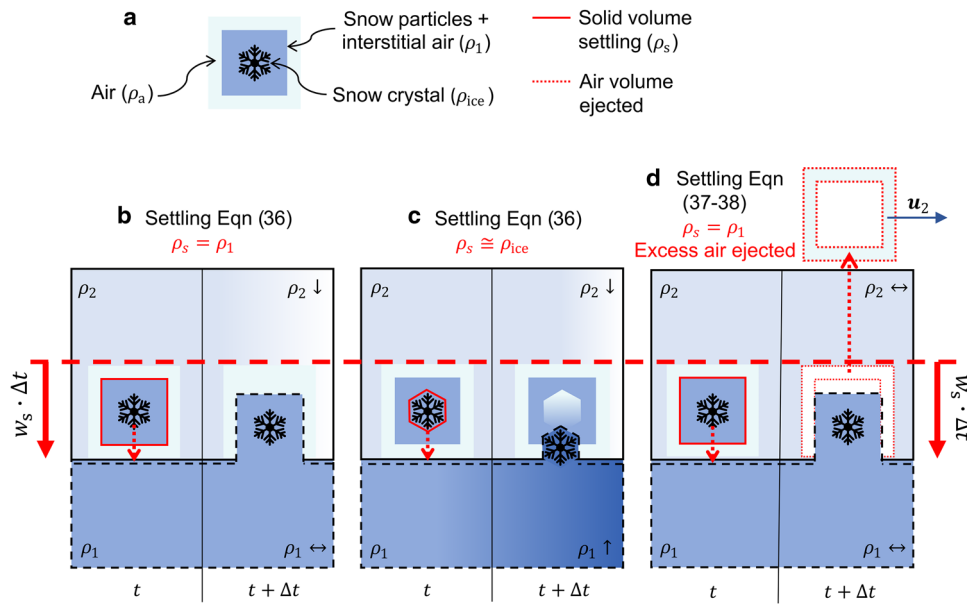 a
Snow particles +
interstitial air (ρ₁)
Air (ρₐ)
Snow crystal (ρ_ice)
Solid volume
settling (ρₛ)
Air volume
ejected
b Settling Eqn (36)
ρₛ = ρ₁
c Settling Eqn (36)
ρₛ ≅ ρ_ice
d Settling Eqn
(37-38)
ρₛ = ρ₁
Excess air ejected
u₂
ρ₂
ρ₂ ↓
ρ₂
ρ₂ ↓
ρ₂
ρ₂ ↔
wₛ · Δt
wₛ · Δt
ρ₁
ρ₁ ↔
ρ₁
ρ₁ ↑
ρ₁
ρ₁ ↔
t
t + Δt
t
t + Δt
t
t + Δt